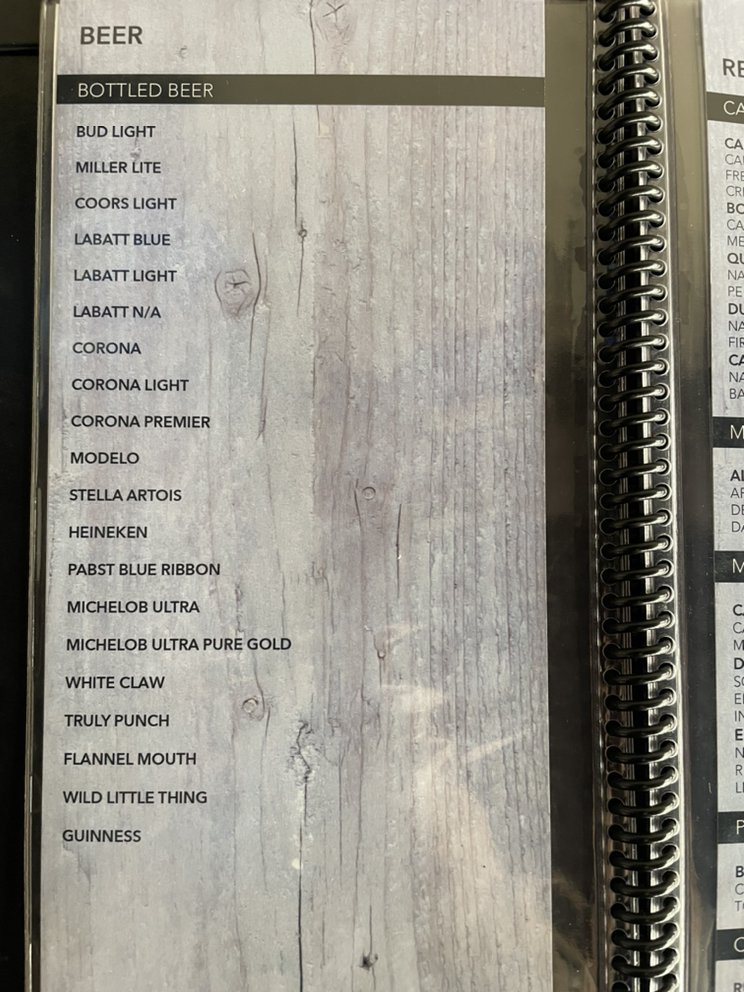 BEER
BOTTLED BEER
BUD LIGHT
MILLER LITE
COORS LIGHT
LABATT BLUE
LABATT LIGHT
LABATT N/A
CORONA
CORONA LIGHT
CORONA PREMIER
MODELO
STELLA ARTOIS
HEINEKEN
PABST BLUE RIBBON
MICHELOB ULTRA
MICHELOB ULTRA PURE GOLD
WHITE CLAW
TRULY PUNCH
FLANNEL MOUTH
WILD LITTLE THING
GUINNESS